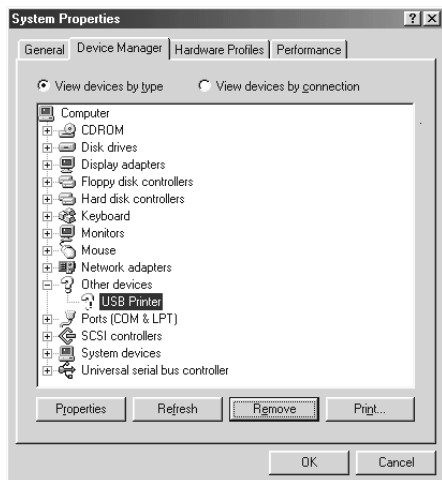 System Properties
General Device Manager Hardware Profiles Performance
View devices by type View devices by connection
Computer
CDROM
Disk drives
Display adapters
Floppy disk controllers
Hard disk controllers
Keyboard
Monitors
Mouse
Network adapters
Other devices
USB Printer
Ports (COM & LPT)
SCSI controllers
System devices
Universal serial bus controller
Properties Refresh Remove Print...
OK Cancel